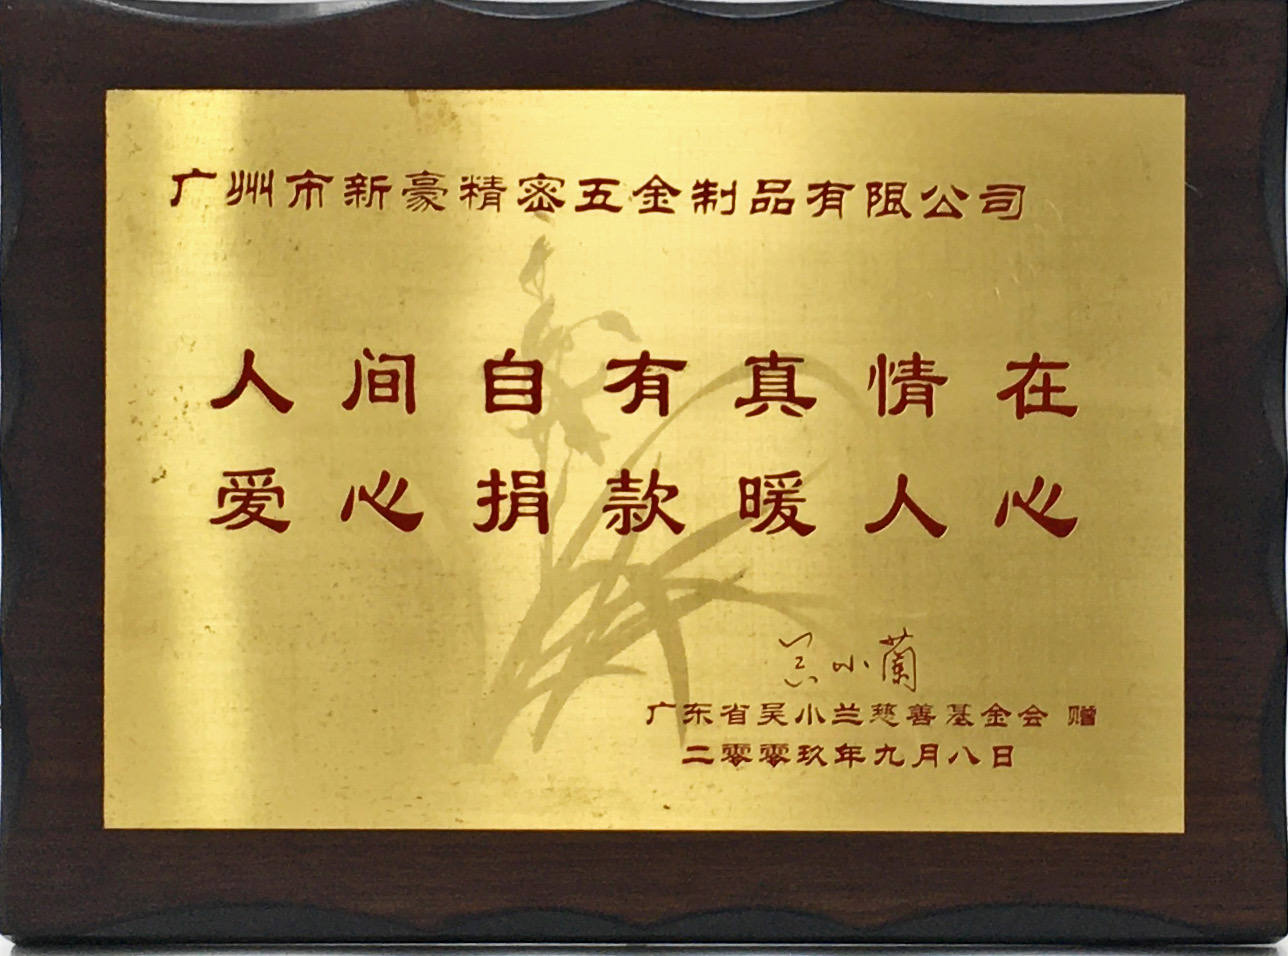 广州市新豪精密五金制品有限公司
人间自有真情在
爱心捐款暖人心
吴小蘭
广东省吴小兰慈善基金会 赠
二零零玖年九月八日